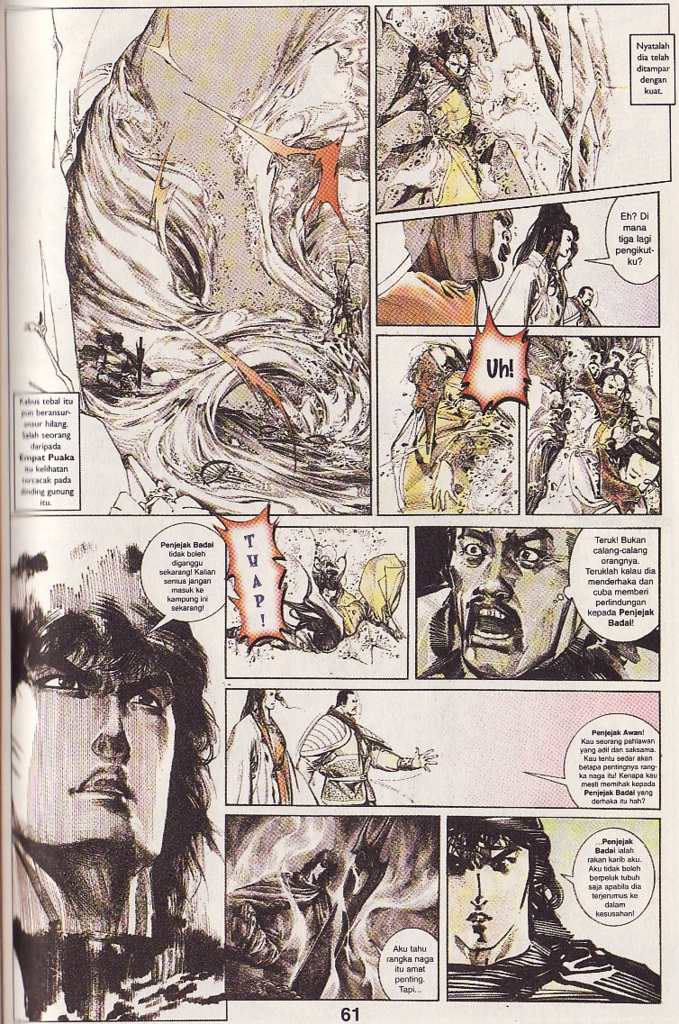 Kabus tebal itu
pun beransur-
ansur hilang.
Salah seorang
daripada
Empat Puaka
itu kelihatan
tercacak pada
dinding gunung
itu.
Nyatalah
dia telah
ditampar
dengan
kuat.
Eh? Di
mana
tiga lagi
pengikut-
ku?
Uh!
Penjejak Badai
tidak boleh
diganggu
sekarang! Kalian
semua jangan
masuk ke
kampung ini
sekarang!
THAP!
Teruk! Bukan
calang-calang
orangnya.
Teruklah kalau dia
menderhaka dan
cuba memberi
perlindungan
kepada Penjejak
Badai!
Penjejak Awan!
Kau seorang pahlawan
yang adil dan saksama.
Kau tentu sedar akan
betapa pentingnya rang-
ka naga itu! Kenapa kau
mesti memihak kepada
Penjejak Badai yang
derhaka itu hah?
Aku tahu
rangka naga
itu amat
penting.
Tapi...
...Penjejak
Badai ialah
rakan karib aku.
Aku tidak boleh
berpeluk tubuh
saja apabila dia
terjerumus ke
dalam
kesusahan!
61